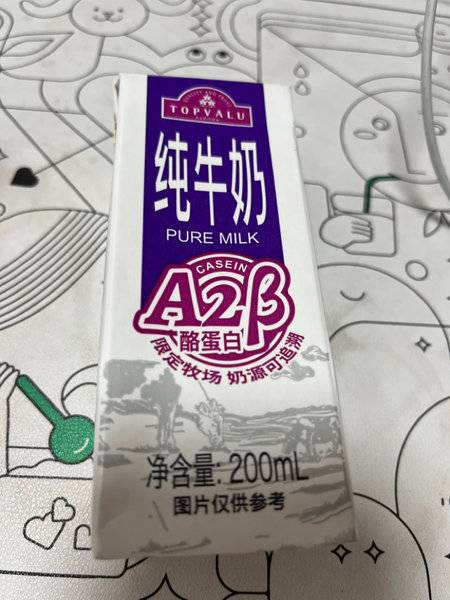 TOPVALU
纯牛奶
PURE MILK
CASEIN
A2β
酪蛋白
限定牧场 奶源可追溯
净含量: 200mL
图片仅供参考